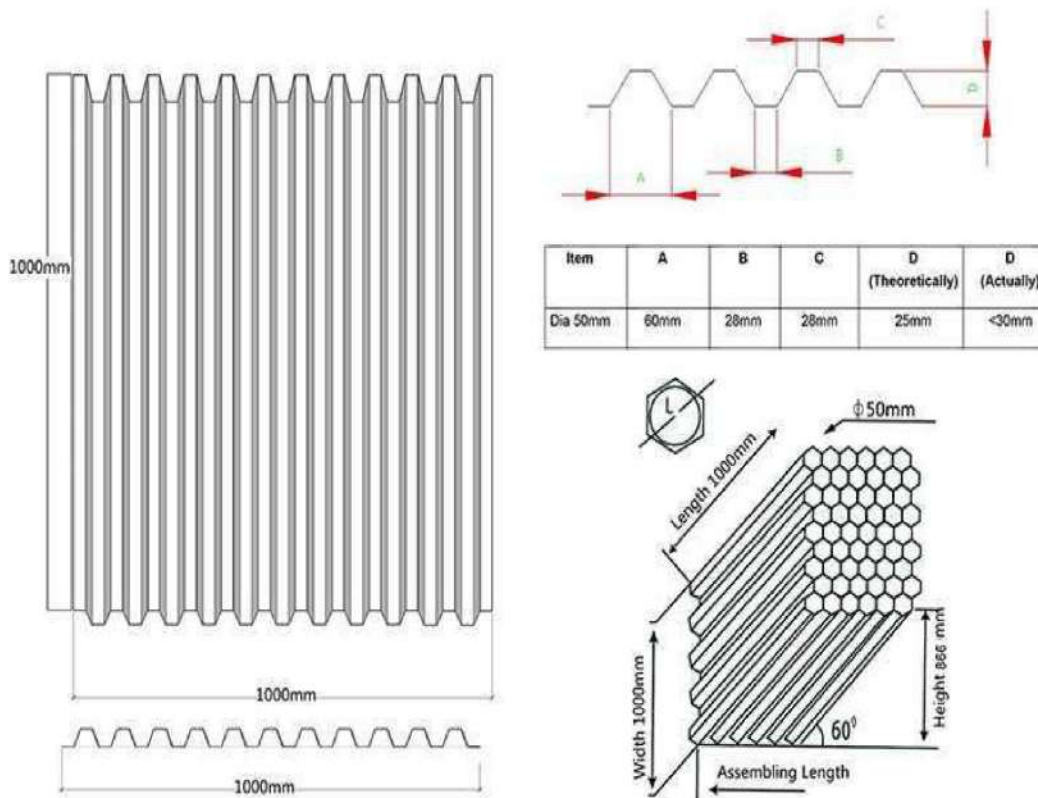 1000mm
1000mm
1000mm
C
D
B
A
Item A B C D (Theoretically) D (Actually)
Dia 50mm 60mm 28mm 28mm 25mm <30mm
L
ϕ50mm
Length 1000mm
Width 1000mm
Height 866 mm
60⁰
Assembling Length